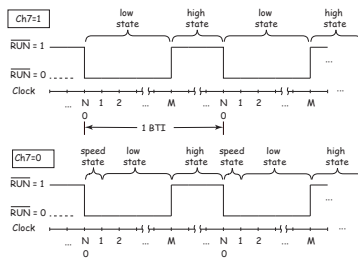 Ch7=1
low state high state low state high state
RUN = 1
...
RUN = 0
Clock
... N 1 2 ... M N 1 2 ... M ...
0 0
1 BTI
Ch7=0
speed state low state high state speed state low state high state
RUN = 1
...
RUN = 0
Clock
... N 1 2 ... M N 1 2 ... M ...
0 0